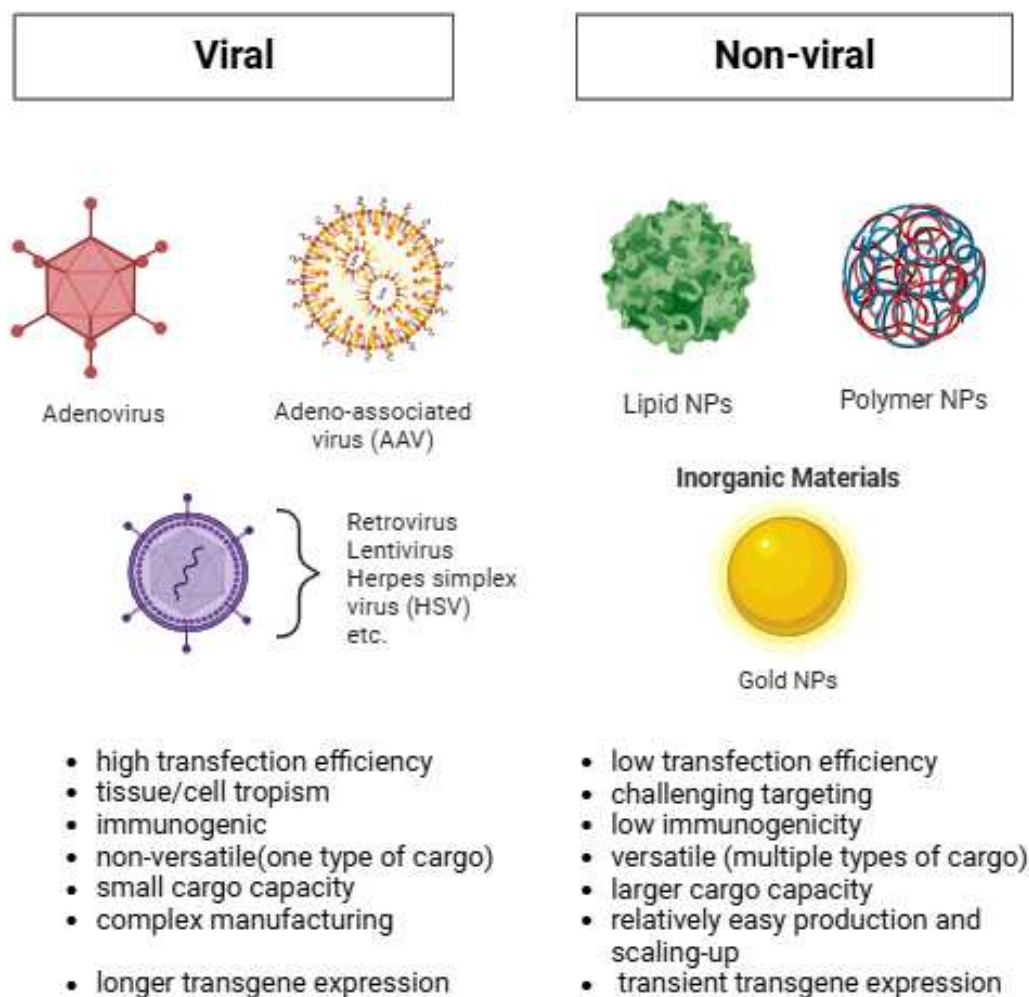 Viral
Non-viral
Adenovirus
Adeno-associated
virus (AAV)
Lipid NPs
Polymer NPs
Retrovirus
Lentivirus
Herpes simplex
virus (HSV)
etc.
Inorganic Materials
Gold NPs
• high transfection efficiency
• tissue/cell tropism
• immunogenic
• non-versatile(one type of cargo)
• small cargo capacity
• complex manufacturing
• longer transgene expression
• low transfection efficiency
• challenging targeting
• low immunogenicity
• versatile (multiple types of cargo)
• larger cargo capacity
• relatively easy production and
scaling-up
• transient transgene expression